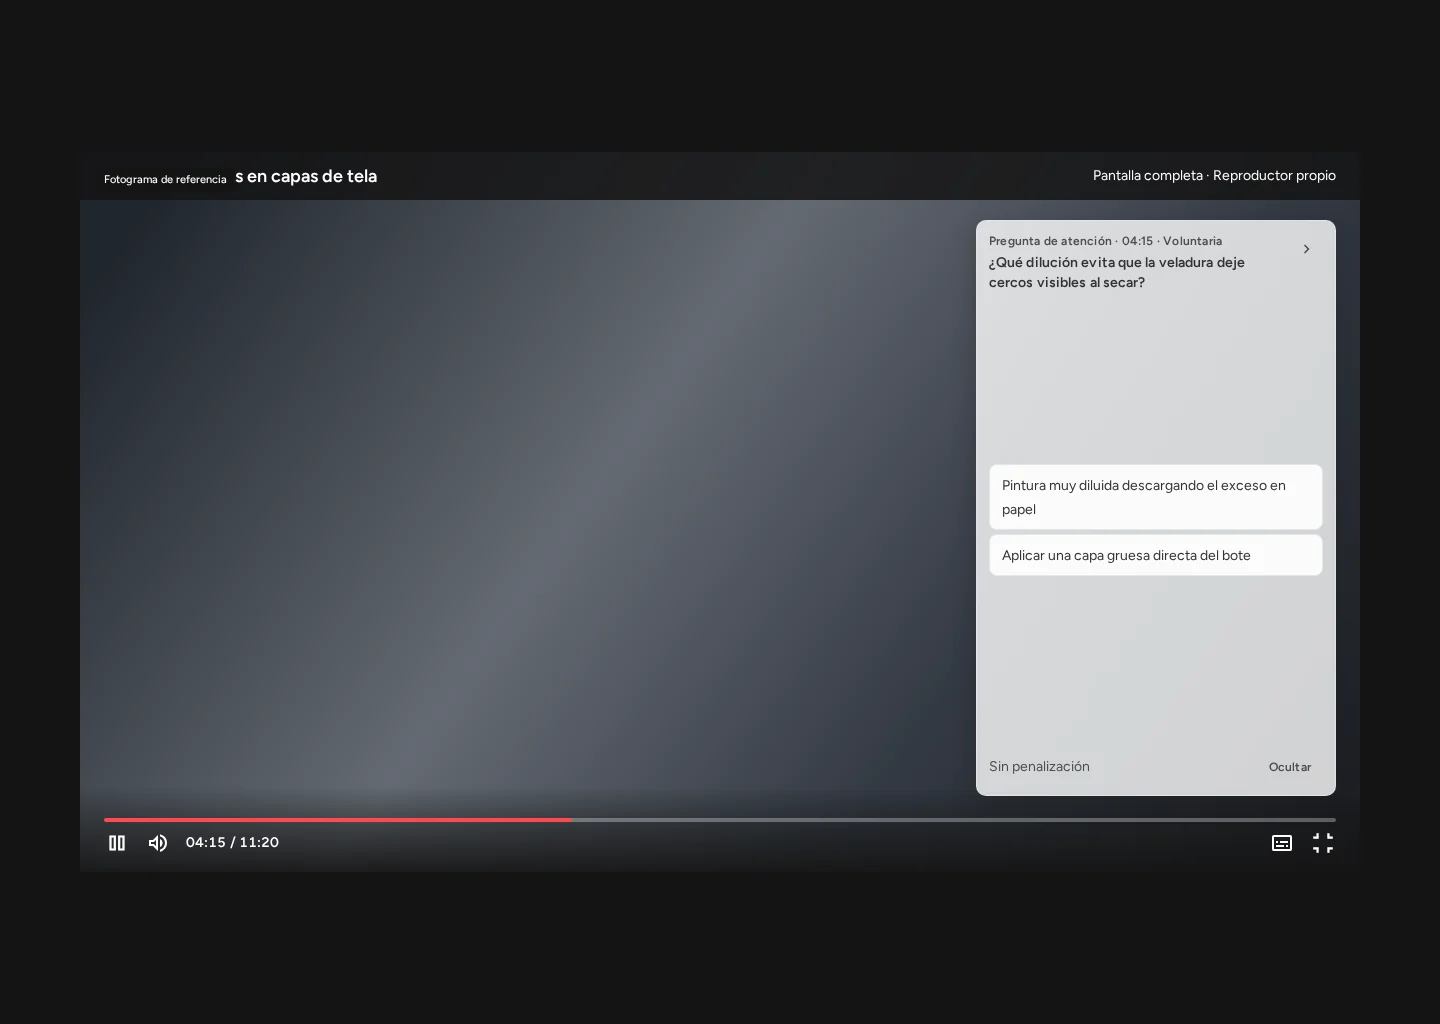 Fotograma de referencia s en capas de tela
Pantalla completa · Reproductor propio
Pregunta de atención · 04:15 · Voluntaria
¿Qué dilución evita que la veladura deje
cercos visibles al secar?
Pintura muy diluida descargando el exceso en
papel
Aplicar una capa gruesa directa del bote
Sin penalización
Ocultar
04:15 / 11:20